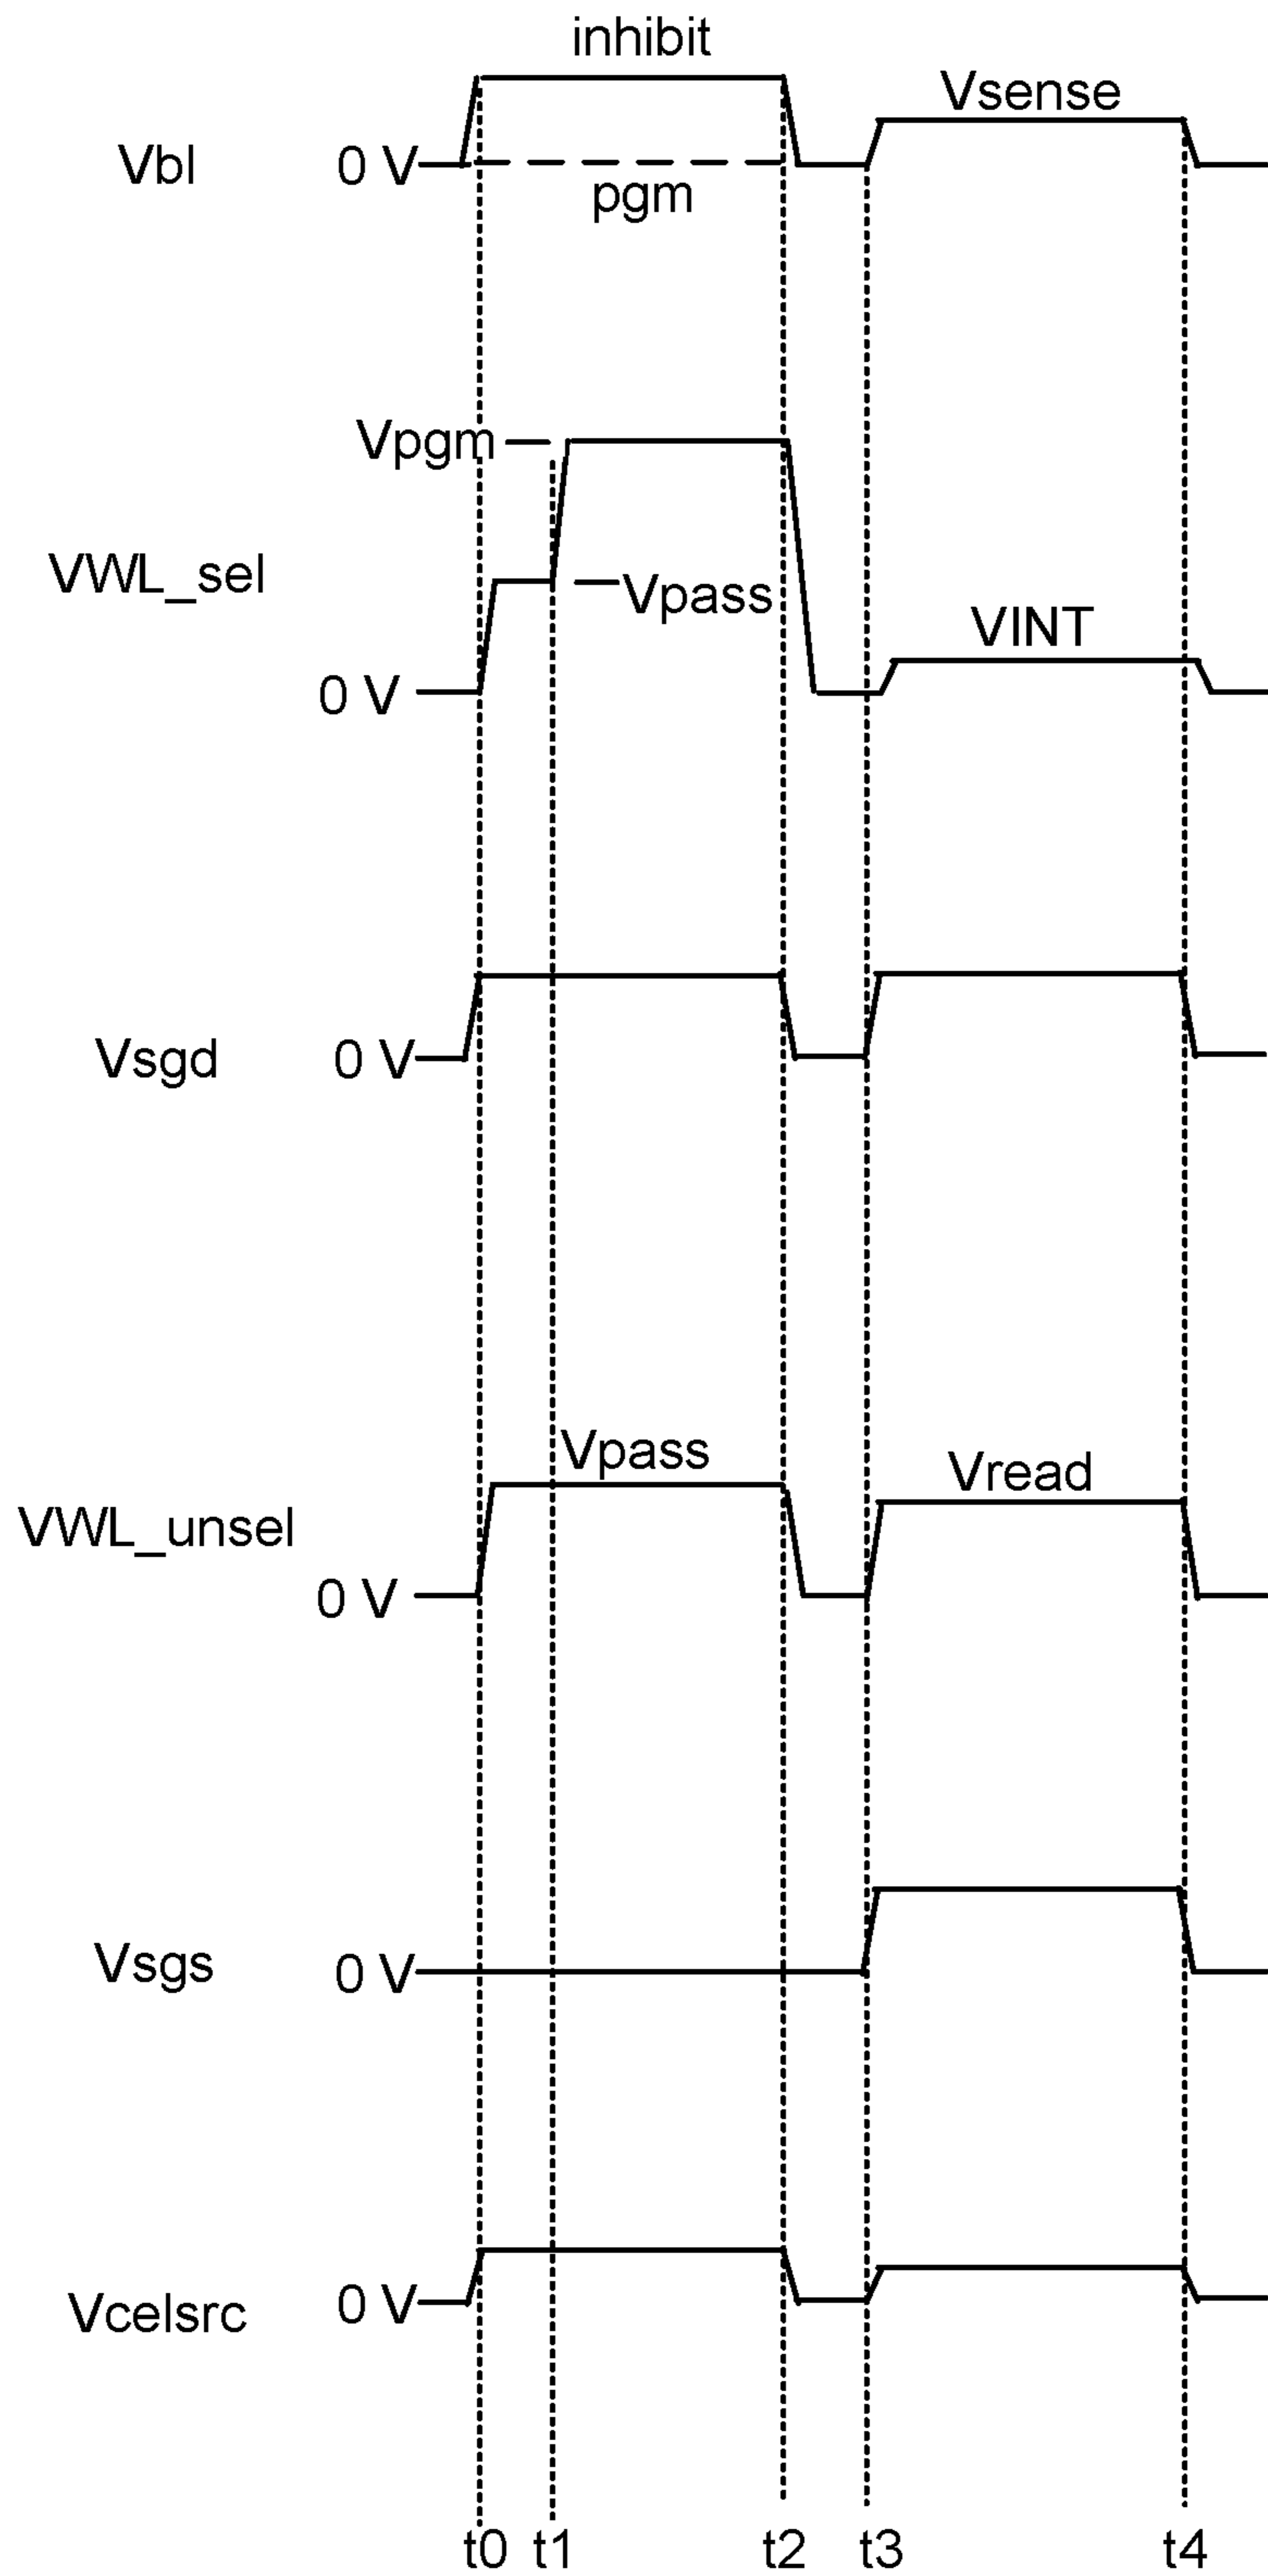 inhibit
Vsense
Vbl
0 V
pgm
Vpgm
VWL_sel
Vpass
VINT
0 V
Vsgd
0 V
Vpass
Vread
VWL_unsel
0 V
Vsgs
0 V
Vcelsrc
0 V
t0 t1 t2 t3 t4